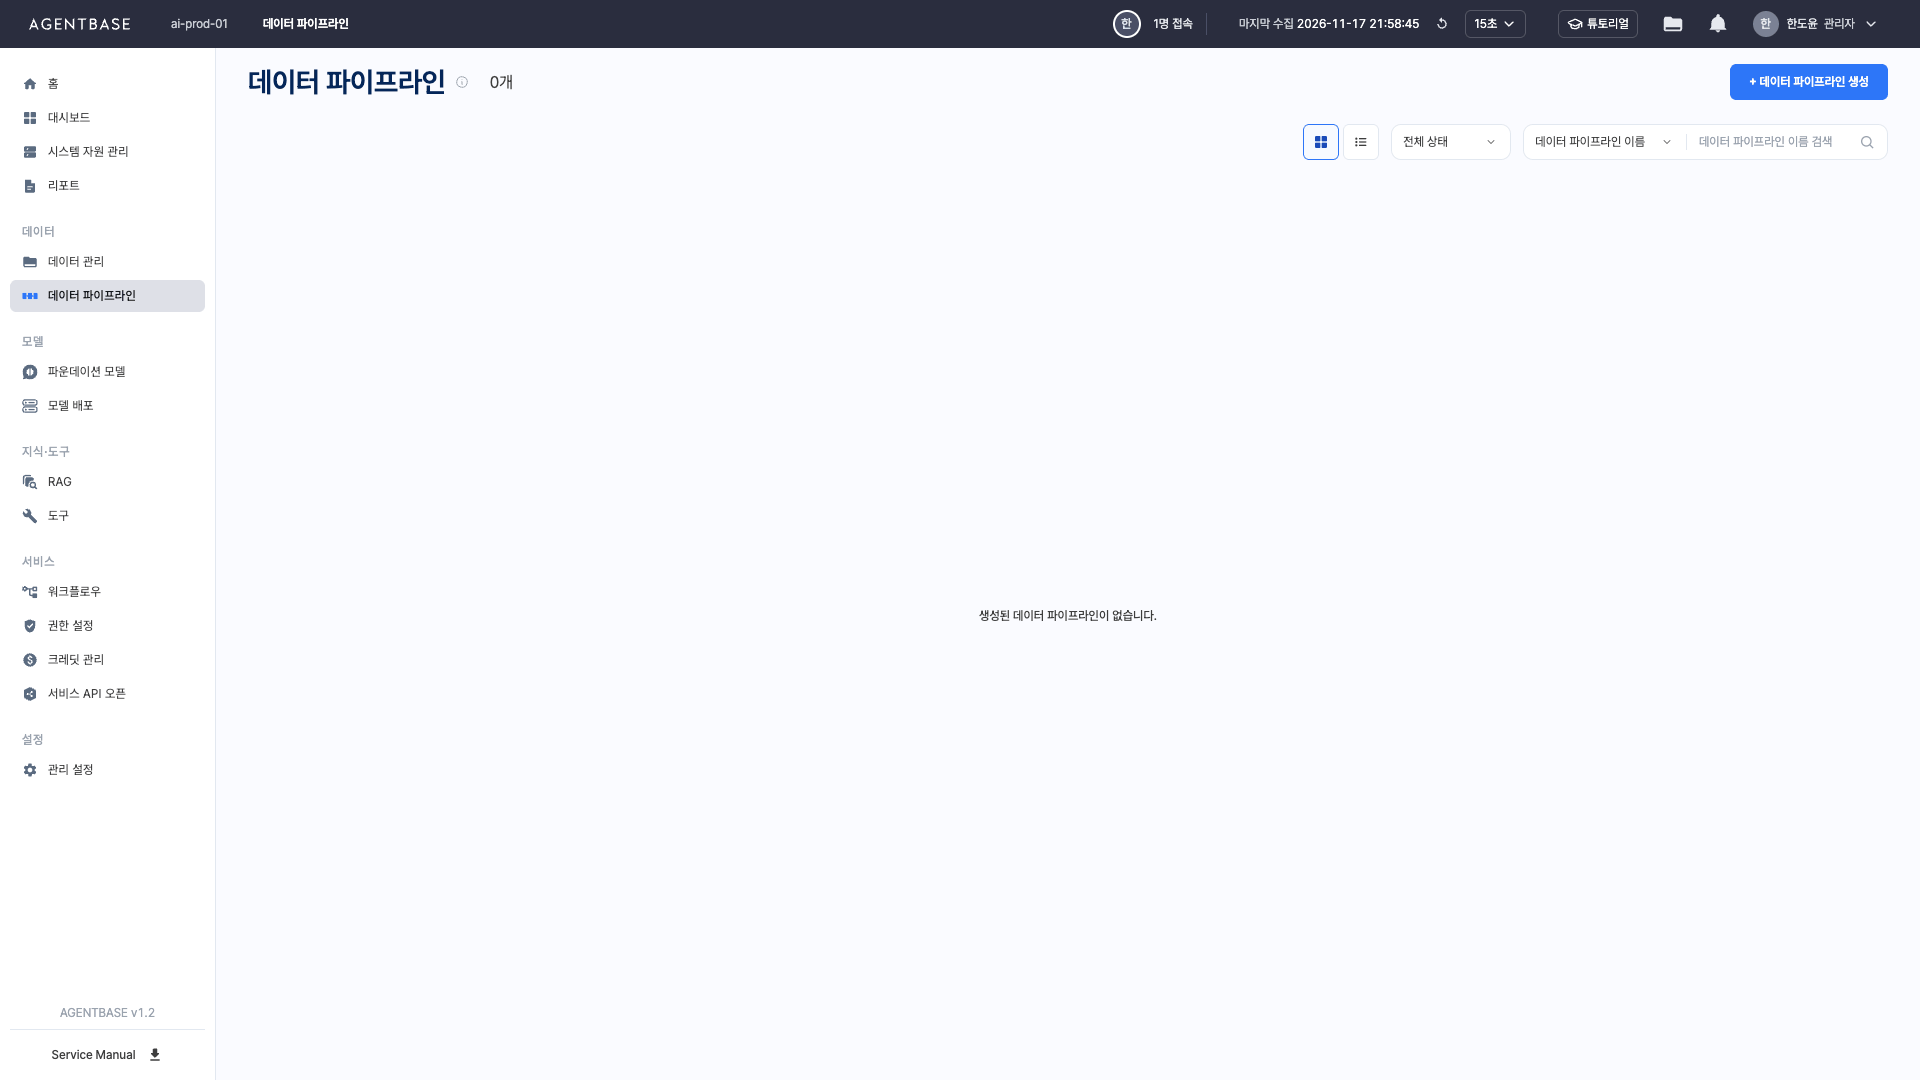 AGENTBASE
ai-prod-01
데이터 파이프라인
한
1명 접속
마지막 수집 2026-11-17 21:58:45
15초
튜토리얼
한
한도윤 관리자
홈
대시보드
시스템 자원 관리
리포트
데이터
데이터 관리
데이터 파이프라인
모델
파운데이션 모델
모델 배포
지식·도구
RAG
도구
서비스
워크플로우
권한 설정
크레딧 관리
서비스 API 오픈
설정
관리 설정
AGENTBASE v1.2
Service Manual
데이터 파이프라인
0개
+ 데이터 파이프라인 생성
전체 상태
데이터 파이프라인 이름
데이터 파이프라인 이름 검색
생성된 데이터 파이프라인이 없습니다.